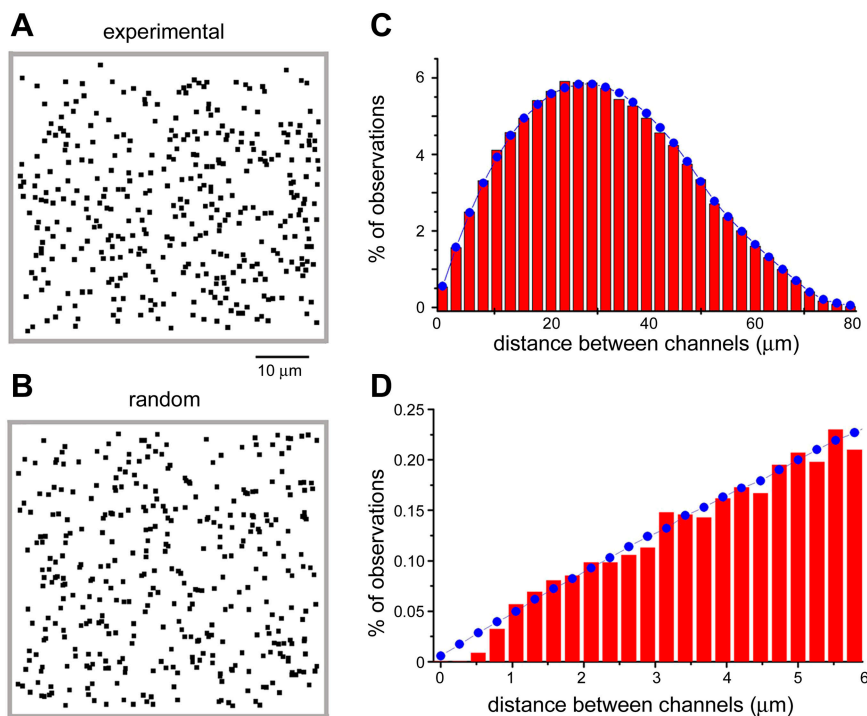 A
experimental
10 μm
B
random
C
% of observations
6
4
2
0
0
20
40
60
80
distance between channels (μm)
D
% of observations
0.25
0.20
0.15
0.10
0.05
0
0
1
2
3
4
5
6
distance between channels (μm)